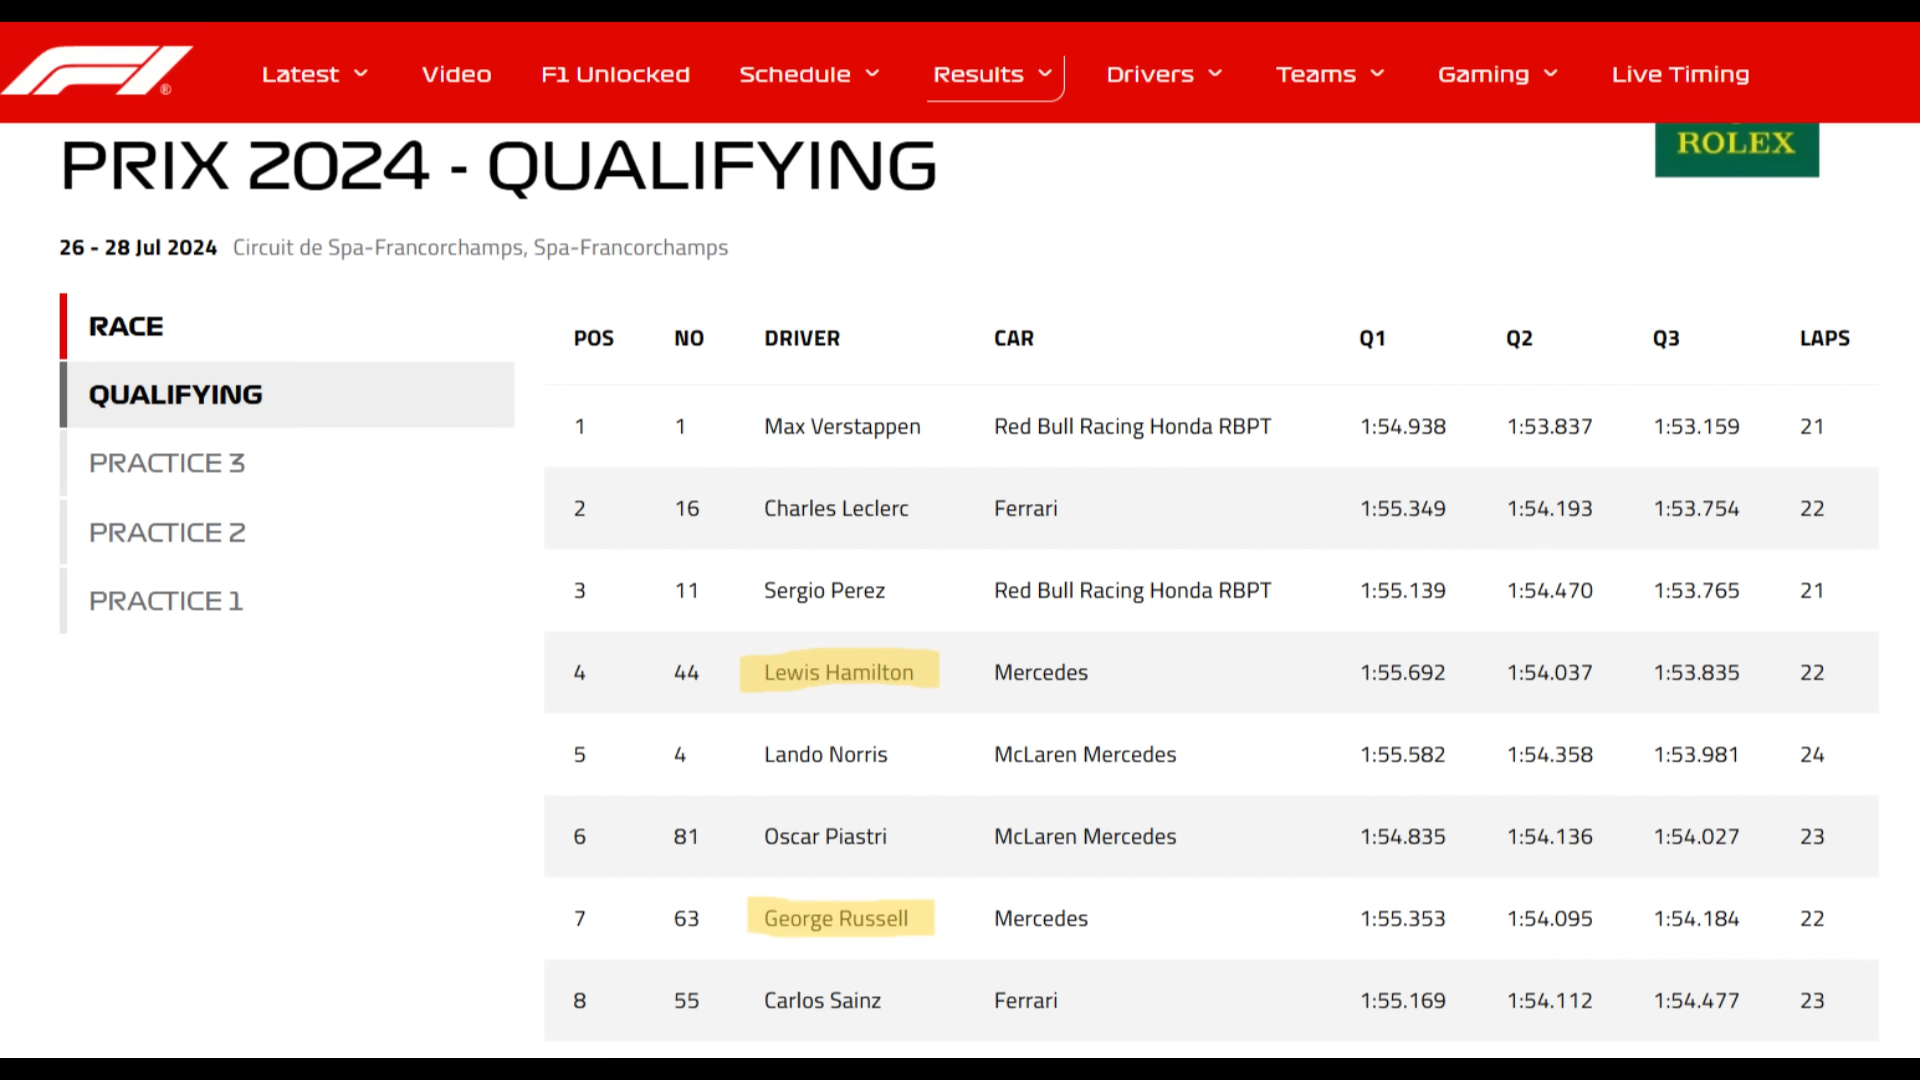 F1 Latest Video F1 Unlocked Schedule Results Drivers Teams Gaming Live Timing
ROLEX
PRIX 2024 - QUALIFYING
26 - 28 Jul 2024 Circuit de Spa-Francorchamps, Spa-Francorchamps
RACE
QUALIFYING
PRACTICE 3
PRACTICE 2
PRACTICE 1
POS NO DRIVER CAR Q1 Q2 Q3 LAPS
1 1 Max Verstappen Red Bull Racing Honda RBPT 1:54.938 1:53.837 1:53.159 21
2 16 Charles Leclerc Ferrari 1:55.349 1:54.193 1:53.754 22
3 11 Sergio Perez Red Bull Racing Honda RBPT 1:55.139 1:54.470 1:53.765 21
4 44 Lewis Hamilton Mercedes 1:55.692 1:54.037 1:53.835 22
5 4 Lando Norris McLaren Mercedes 1:55.582 1:54.358 1:53.981 24
6 81 Oscar Piastri McLaren Mercedes 1:54.835 1:54.136 1:54.027 23
7 63 George Russell Mercedes 1:55.353 1:54.095 1:54.184 22
8 55 Carlos Sainz Ferrari 1:55.169 1:54.112 1:54.477 23